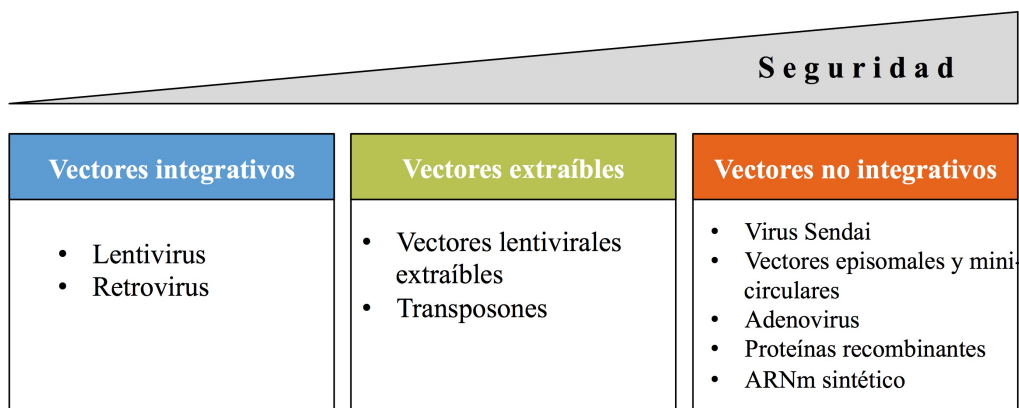 Seguridad
Vectores integrativos
• Lentivirus
• Retrovirus
Vectores extraíbles
• Vectores lentivirales
extraíbles
• Transposones
Vectores no integrativos
• Virus Sendai
• Vectores episomales y mini-
circulares
• Adenovirus
• Proteínas recombinantes
• ARNm sintético